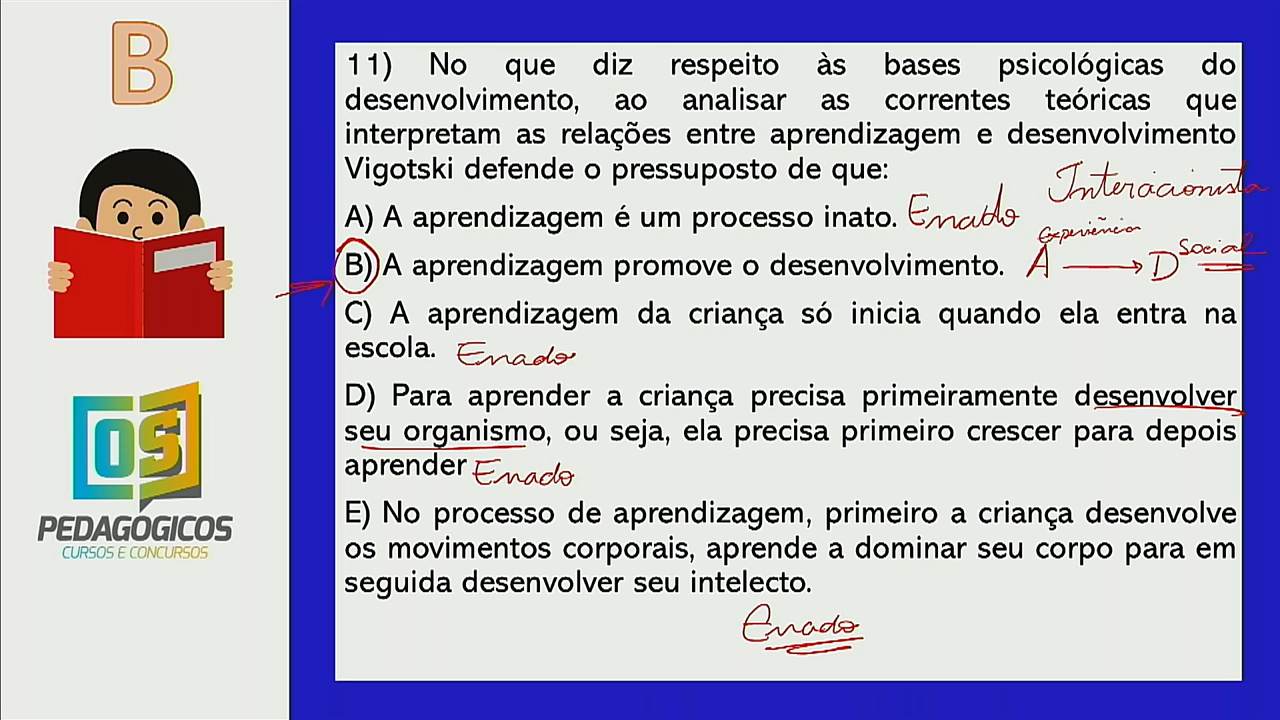 B
11) No que diz respeito às bases psicológicas do
desenvolvimento, ao analisar as correntes teóricas que
interpretam as relações entre aprendizagem e desenvolvimento
Vigotski defende o pressuposto de que:
Interacionista
A) A aprendizagem é um processo inato. Errado
experiência
B) A aprendizagem promove o desenvolvimento. A → D Social
C) A aprendizagem da criança só inicia quando ela entra na
escola. Errado
D) Para aprender a criança precisa primeiramente desenvolver
seu organismo, ou seja, ela precisa primeiro crescer para depois
aprender Errado
E) No processo de aprendizagem, primeiro a criança desenvolve
os movimentos corporais, aprende a dominar seu corpo para em
seguida desenvolver seu intelecto.
Errado
OS
PEDAGÓGICOS
CURSOS E CONCURSOS